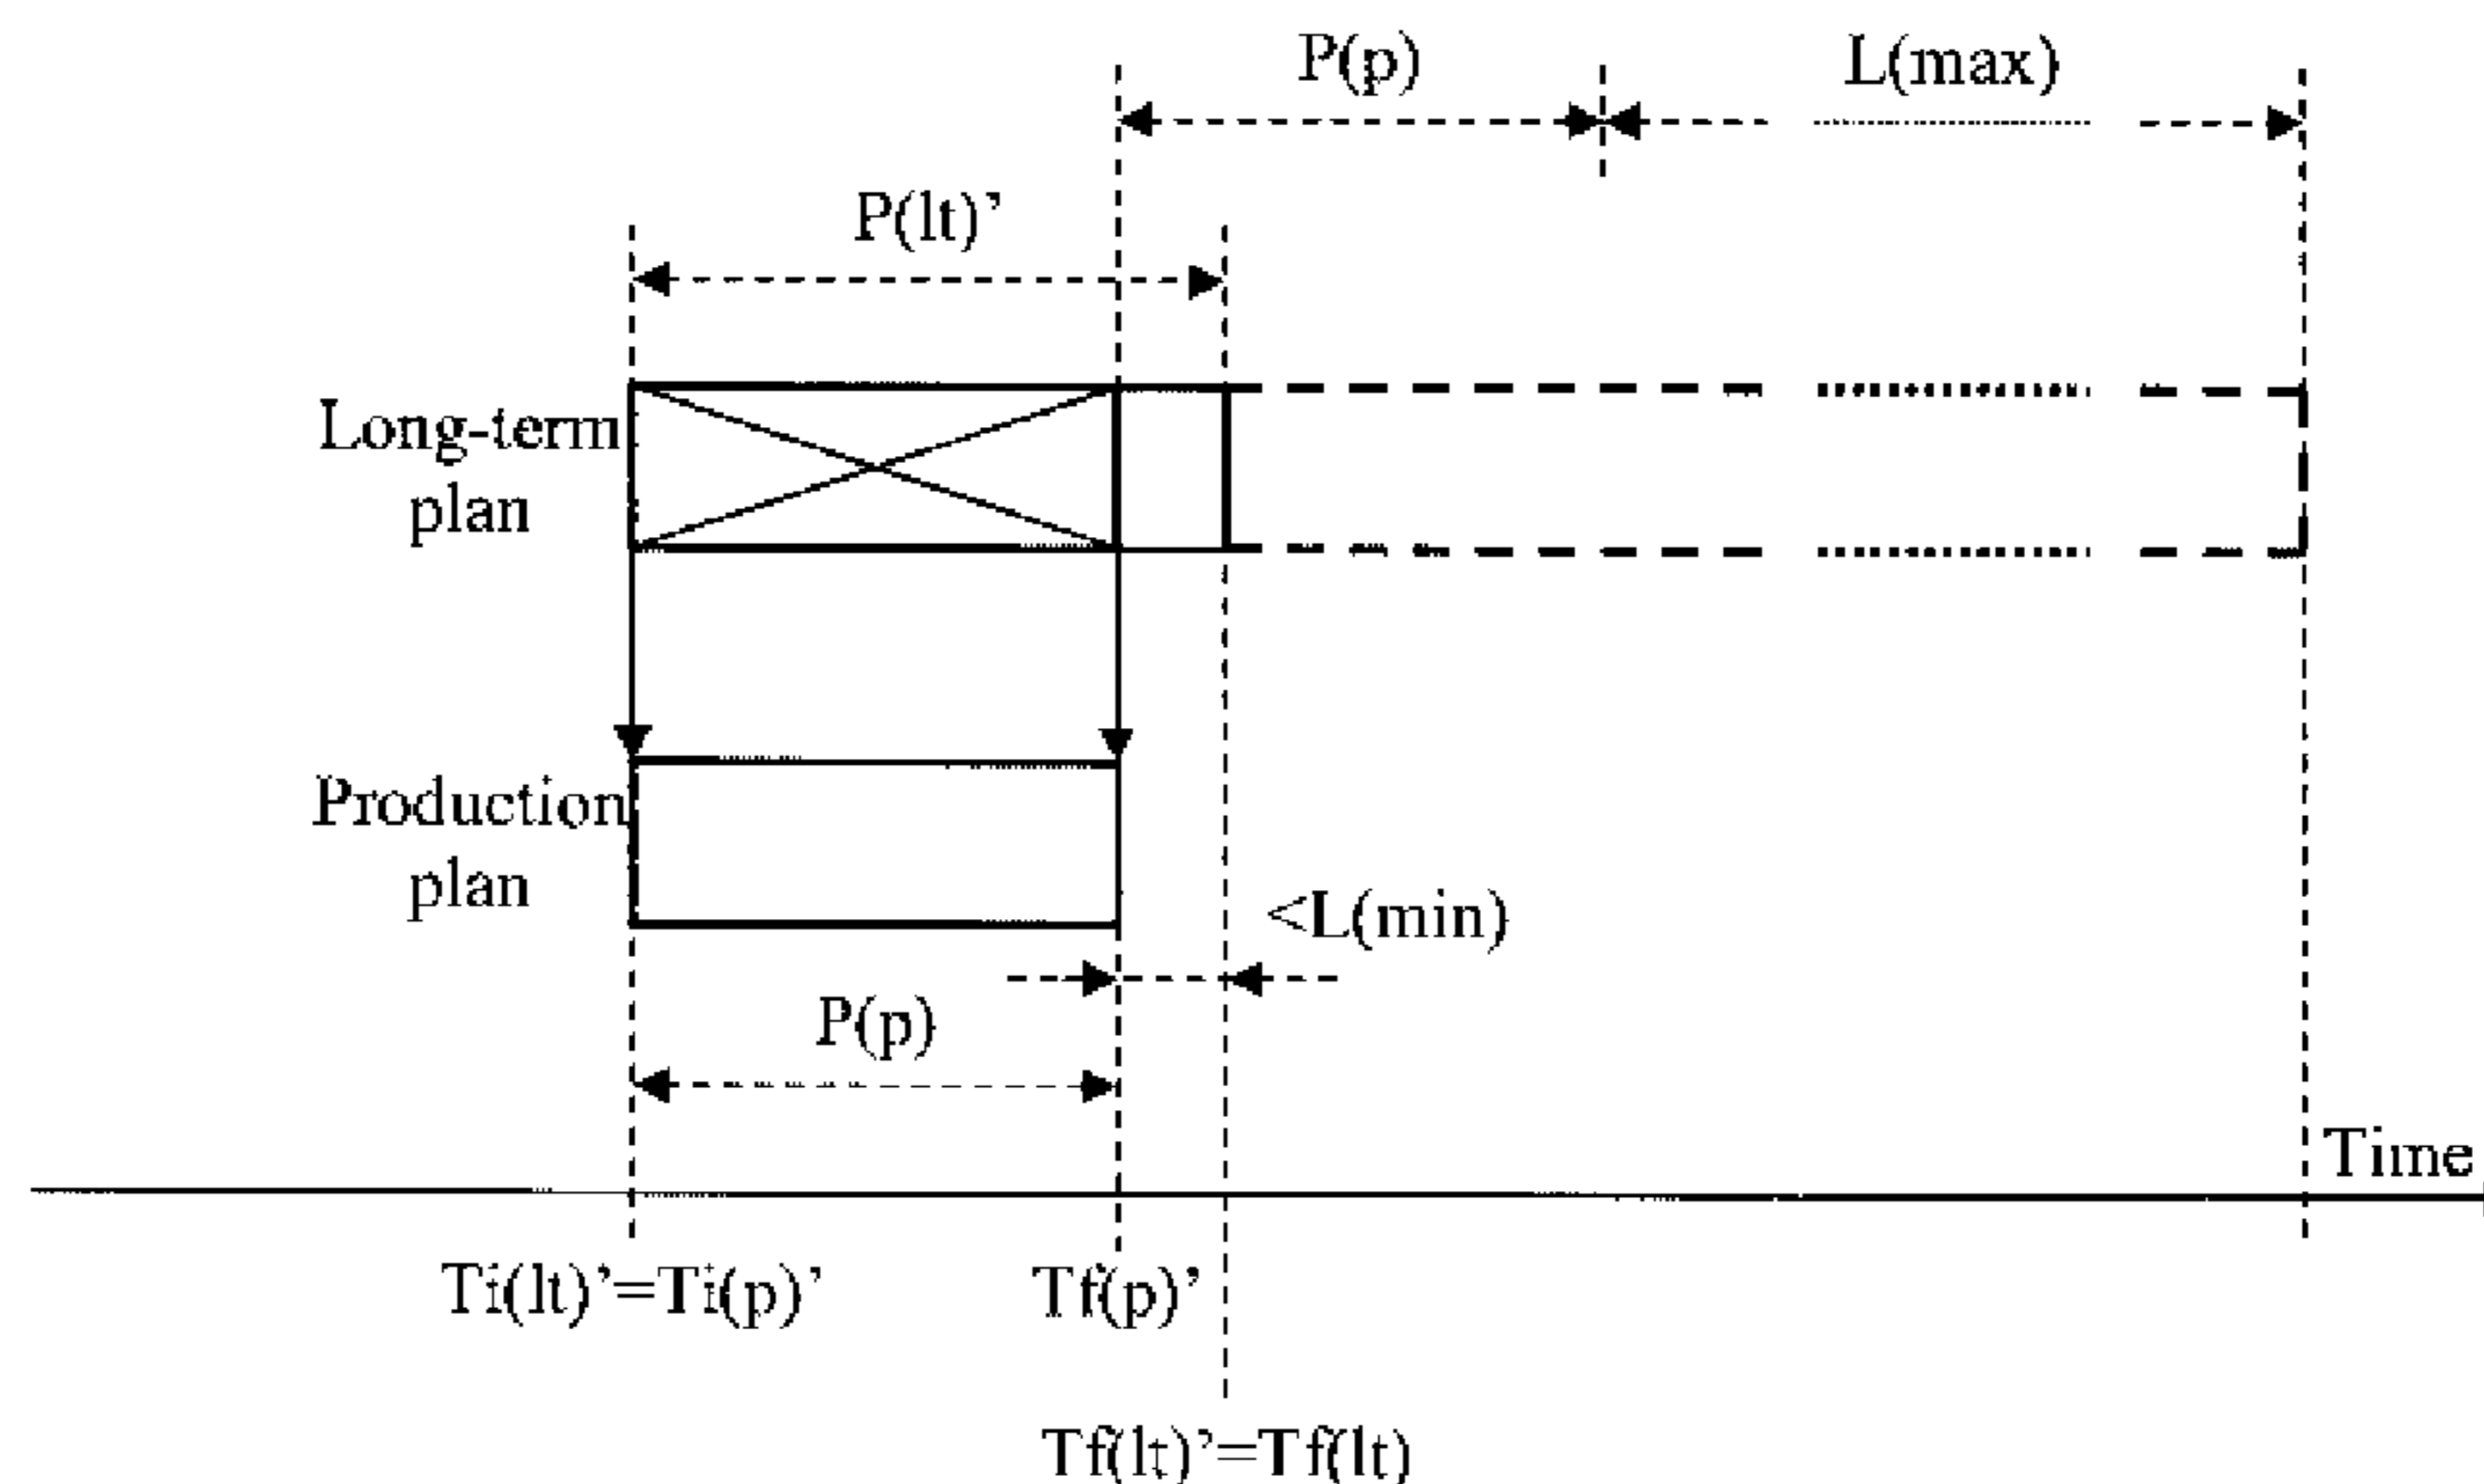 P(p)
L(max)
P(lt)’
Long-term
plan
Production
plan
<L(min)
P(p)
Time
Ti(lt)’=Ti(p)’
Tf(p)’
Tf(lt)’=Tf(lt)